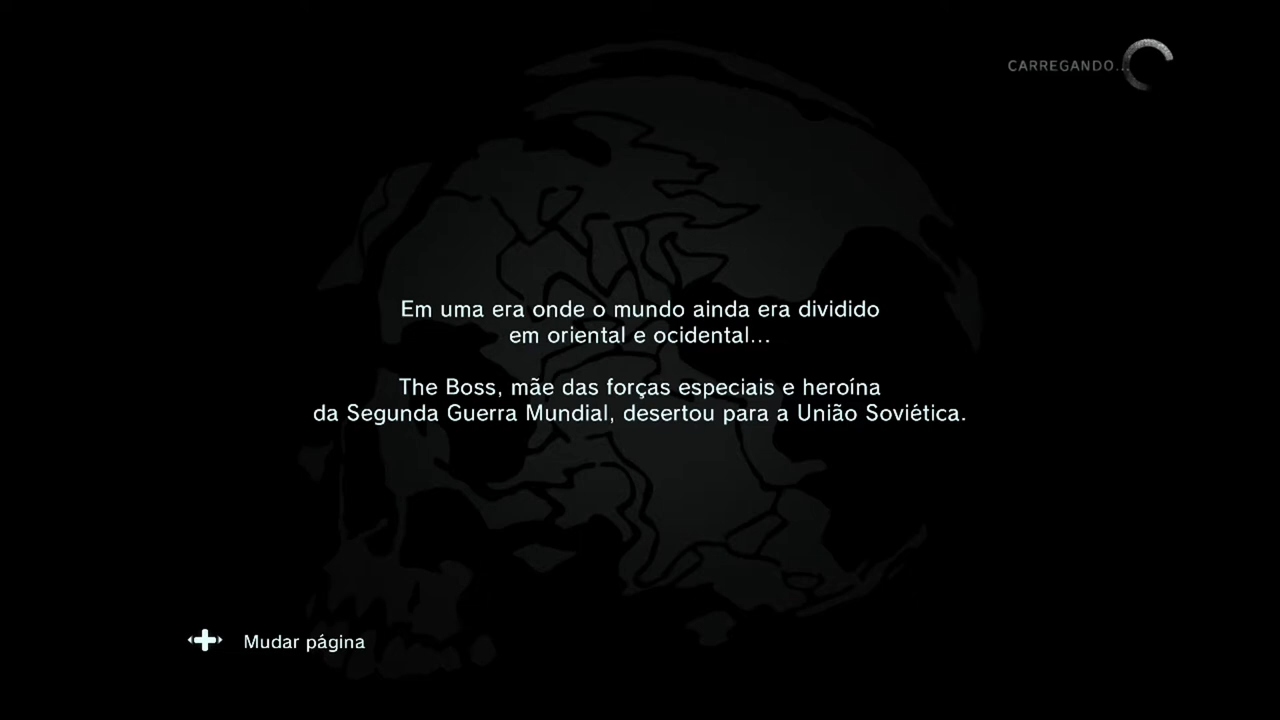 CARREGANDO...
Em uma era onde o mundo ainda era dividido
em oriental e ocidental...
The Boss, mãe das forças especiais e heroína
da Segunda Guerra Mundial, desertou para a União Soviética.
Mudar página